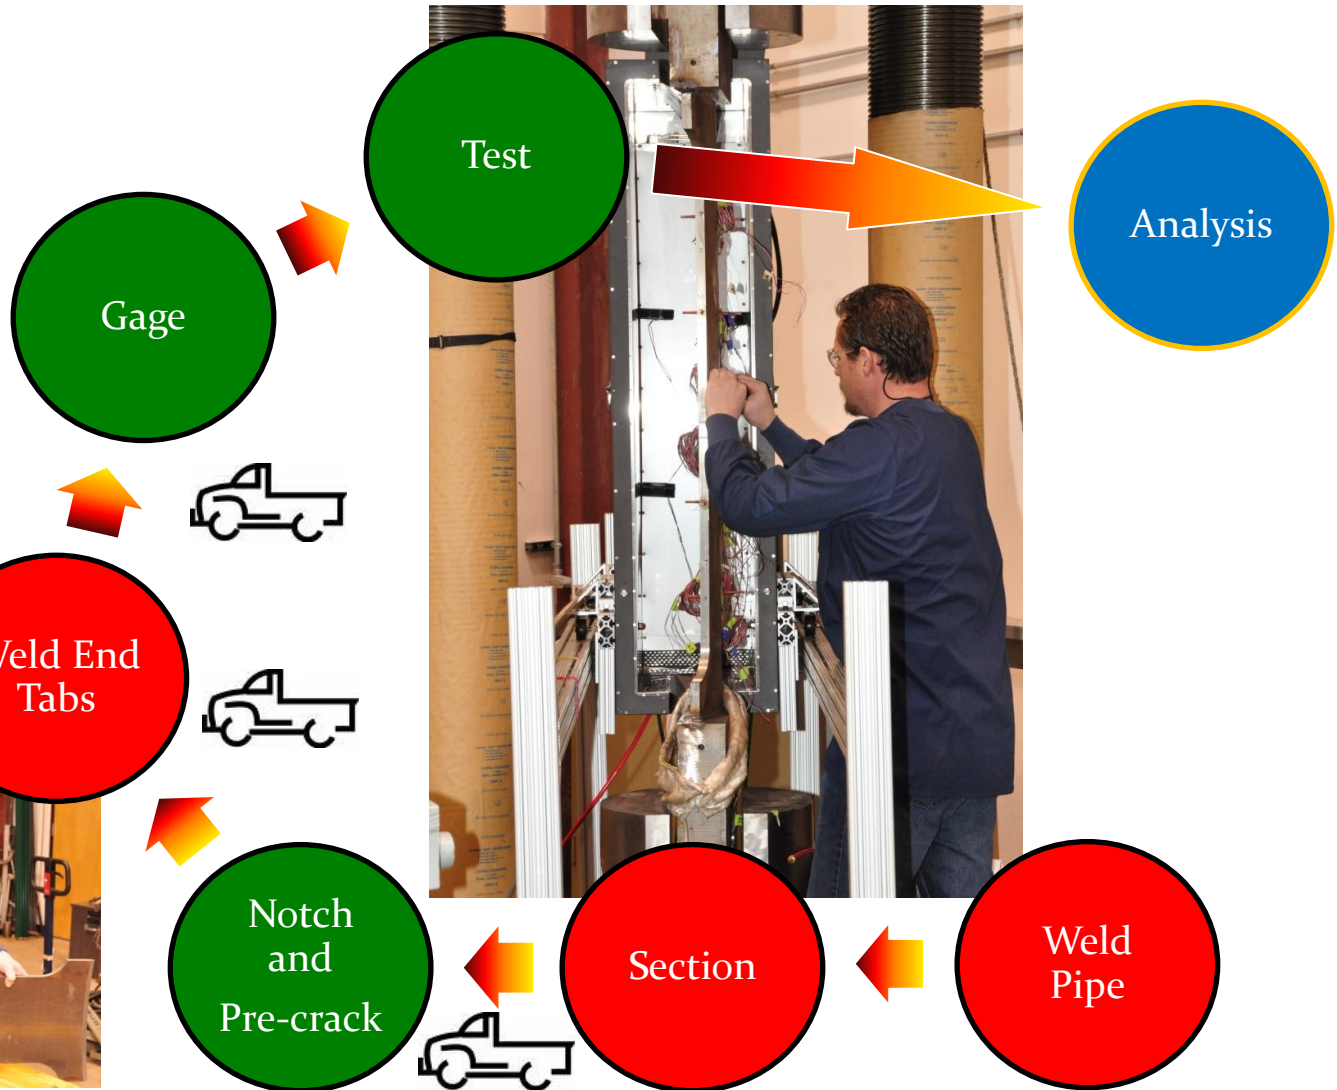 Test
Analysis
Gage
eld End
Tabs
Notch
and
Pre-crack
Section
Weld
Pipe